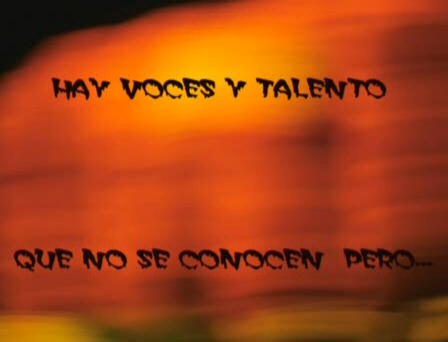 HAY VOCES Y TALENTO
QUE NO SE CONOCEN PERO...